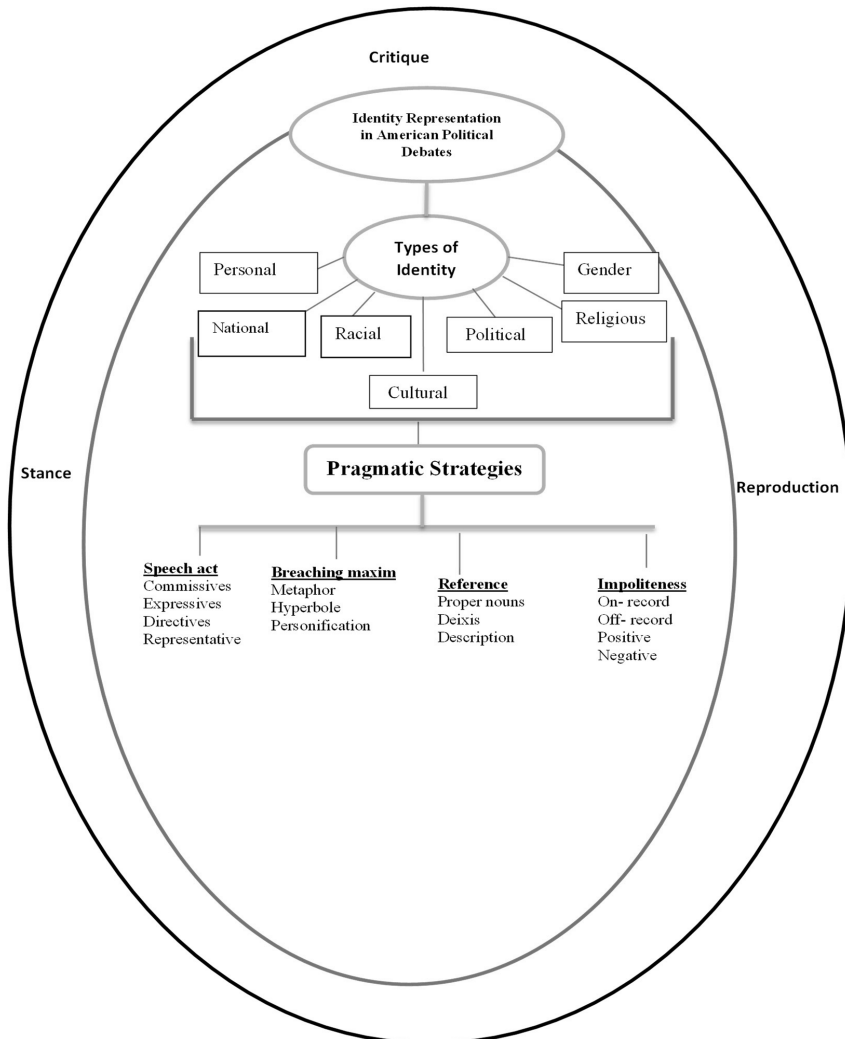 Critique
Identity Representation
in American Political
Debates
Types of
Identity
Personal
Gender
National
Racial
Political
Religious
Cultural
Stance
Pragmatic Strategies
Reproduction
Speech act
Commissives
Expressives
Directives
Representative
Breaching maxim
Metaphor
Hyperbole
Personification
Reference
Proper nouns
Deixis
Description
Impoliteness
On- record
Off- record
Positive
Negative